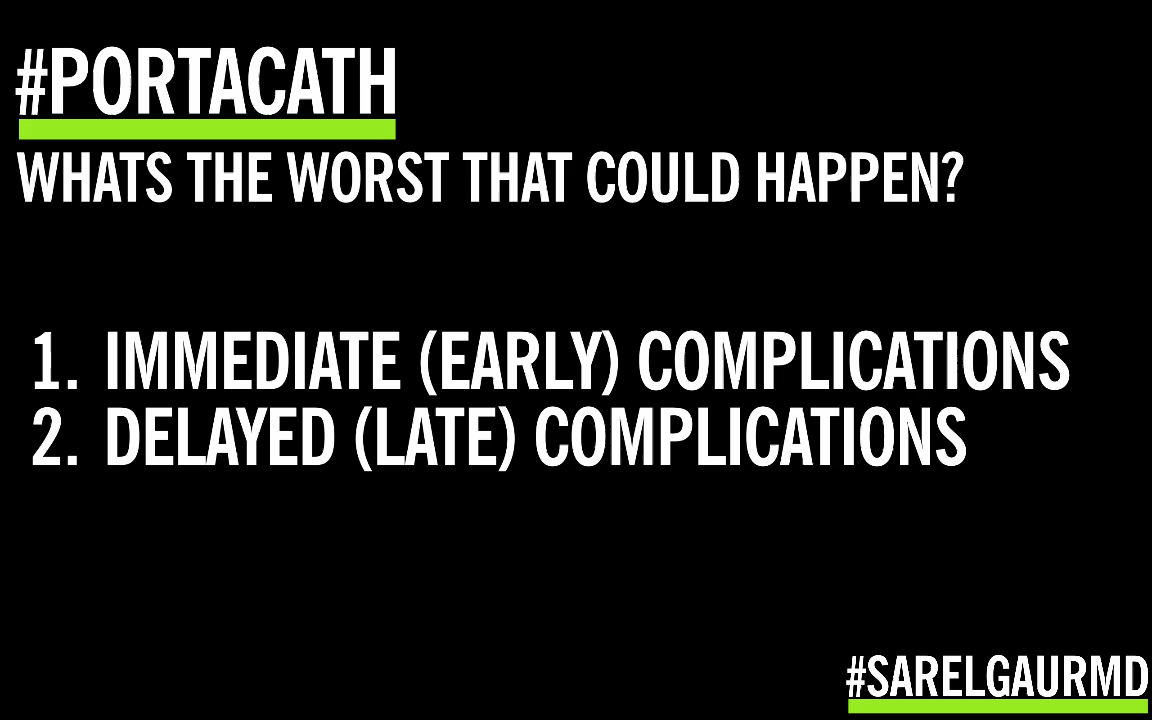 #PORTACATH
WHATS THE WORST THAT COULD HAPPEN?
1. IMMEDIATE (EARLY) COMPLICATIONS
2. DELAYED (LATE) COMPLICATIONS
#SARELGAURMD